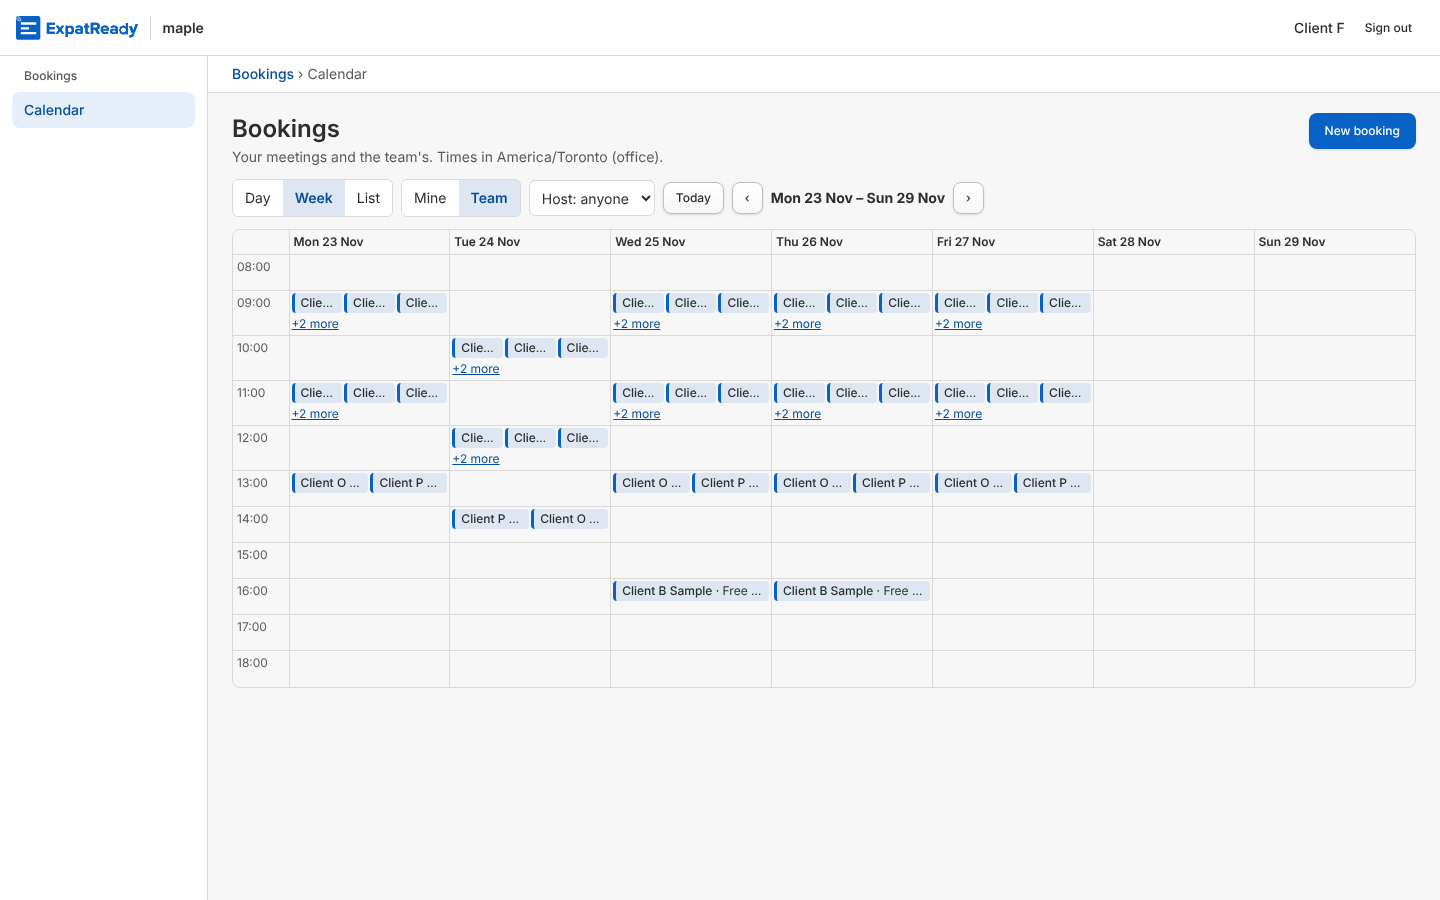 ExpatReady maple Client F Sign out
Bookings
Calendar
Bookings › Calendar
Bookings
New booking
Your meetings and the team's. Times in America/Toronto (office).
Day Week List Mine Team Host: anyone Today ‹ Mon 23 Nov – Sun 29 Nov ›
Mon 23 Nov Tue 24 Nov Wed 25 Nov Thu 26 Nov Fri 27 Nov Sat 28 Nov Sun 29 Nov
08:00
09:00 Clie... Clie... Clie... Clie... Clie... Clie... Clie... Clie... Clie... Clie... Clie... Clie...
+2 more +2 more +2 more +2 more
10:00 Clie... Clie... Clie...
+2 more
11:00 Clie... Clie... Clie... Clie... Clie... Clie... Clie... Clie... Clie... Clie... Clie... Clie...
+2 more +2 more +2 more +2 more
12:00 Clie... Clie... Clie...
+2 more
13:00 Client O ... Client P ... Client O ... Client P ... Client O ... Client P ... Client O ... Client P ...
14:00 Client P ... Client O ...
15:00
16:00 Client B Sample · Free ... Client B Sample · Free ...
17:00
18:00